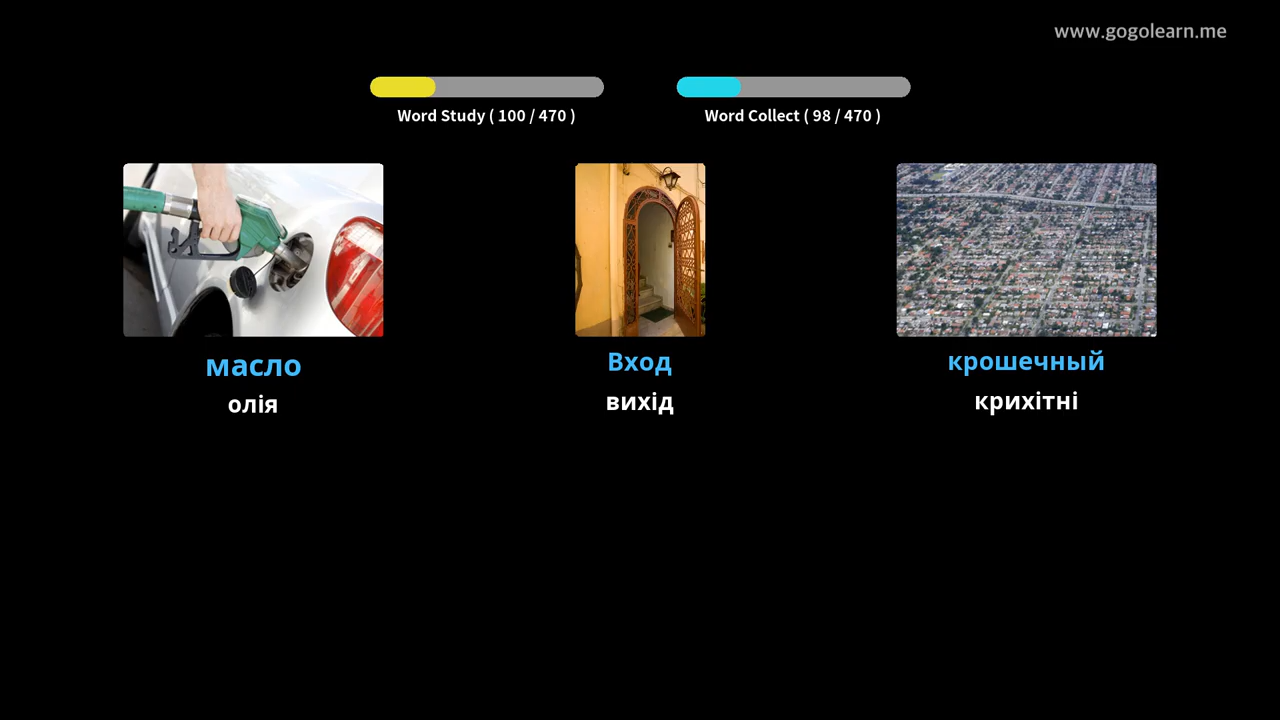 www.gogolearn.me
Word Study ( 100 / 470 )
Word Collect ( 98 / 470 )
масло
олія
Вход
вихід
крошечный
крихітні